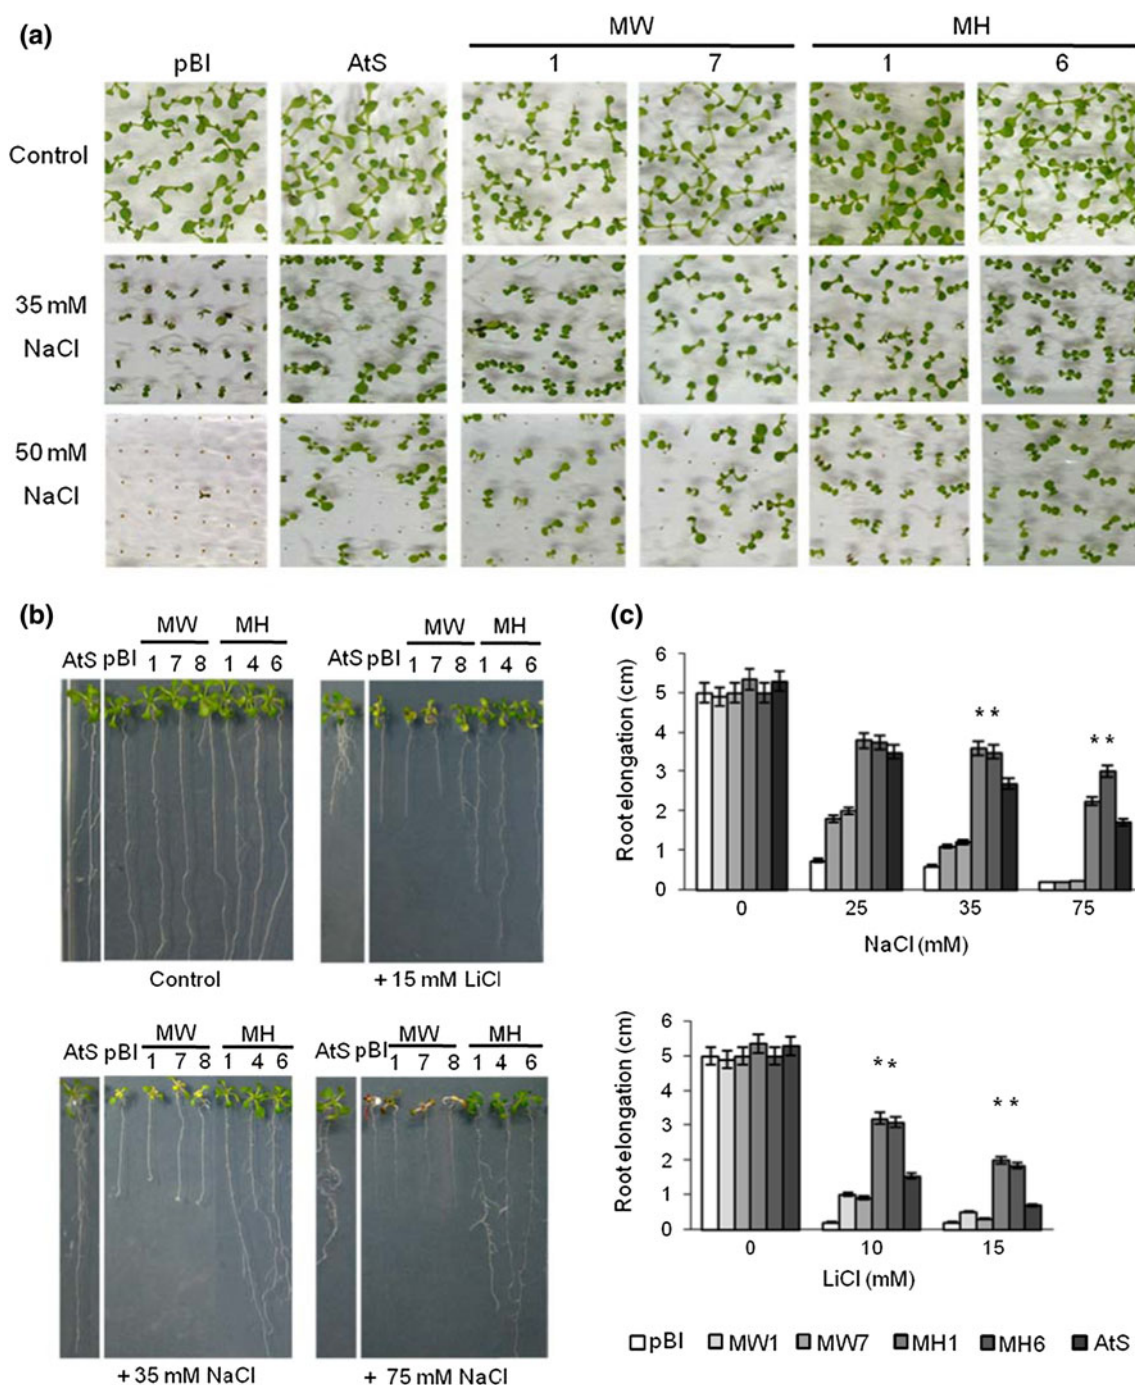 (a)
MW MH
pBI AtS 1 7 1 6
Control
35 mM
NaCl
50 mM
NaCl
(b)
MW MH
AtS pBI 1 7 8 1 4 6
Control
MW MH
AtS pBI 1 7 8 1 4 6
+ 15 mM LiCl
MW MH
AtS pBI 1 7 8 1 4 6
+ 35 mM NaCl
MW MH
AtS pBI 1 7 8 1 4 6
+ 75 mM NaCl
(c)
Root elongation (cm)
6
5
4
3
2
1
0
* *
* *
0 25 35 75
NaCl (mM)
Root elongation (cm)
6
5
4
3
2
1
0
* *
* *
0 10 15
LiCl (mM)
pBI MW1 MW7 MH1 MH6 AtS